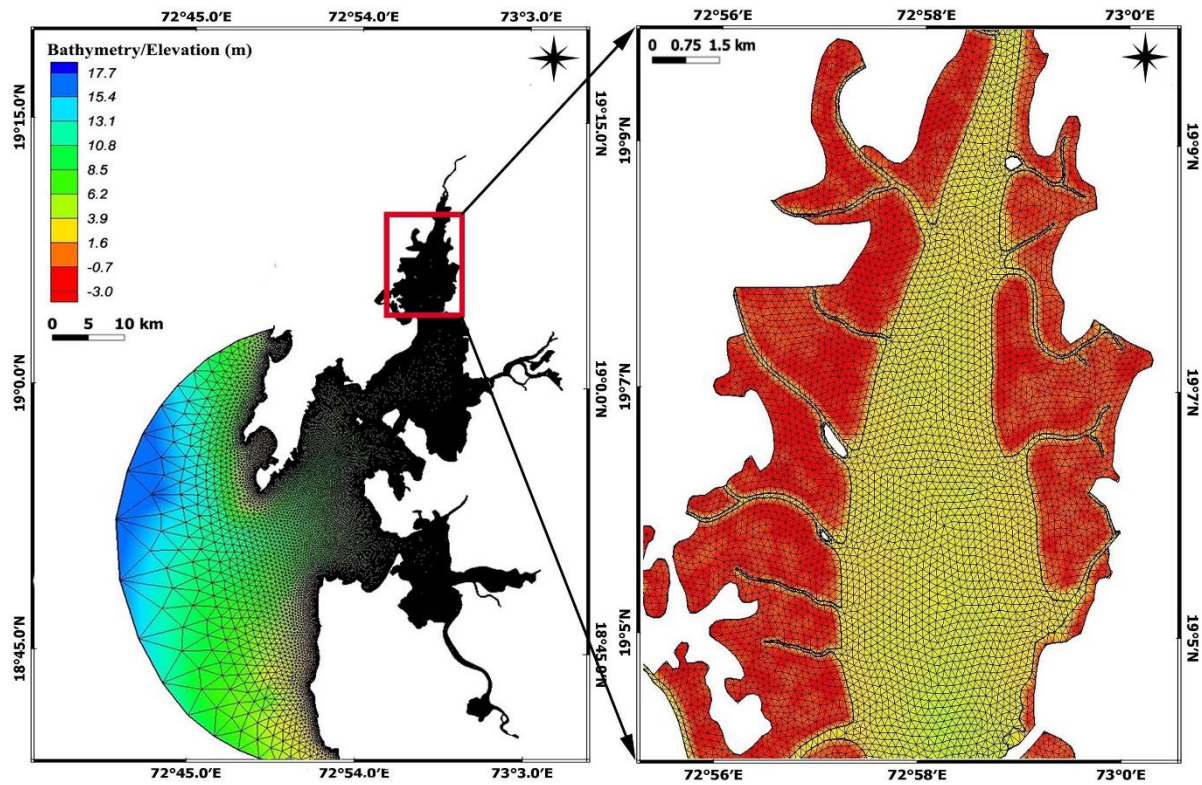 72°45.0'E 72°54.0'E 73°3.'E
Bathymetry/Elevation (m)
17.7
15.4
13.1
10.8
8.5
6.2
3.9
1.6
-0.7
-3.0
0 5 10 km
19°15.0'N
19°0.0'N
18°45.0'N
19°15.0'N
19°0.0'N
18°45.0'N
72°45.0'E 72°54.0'E 73°3.'E
72°56'E 72°58'E 73°0'E
0 0.75 1.5 km
19°9'N
19°7'N
19°5'N
19°9'N
19°7'N
19°5'N
72°56'E 72°58'E 73°0'E